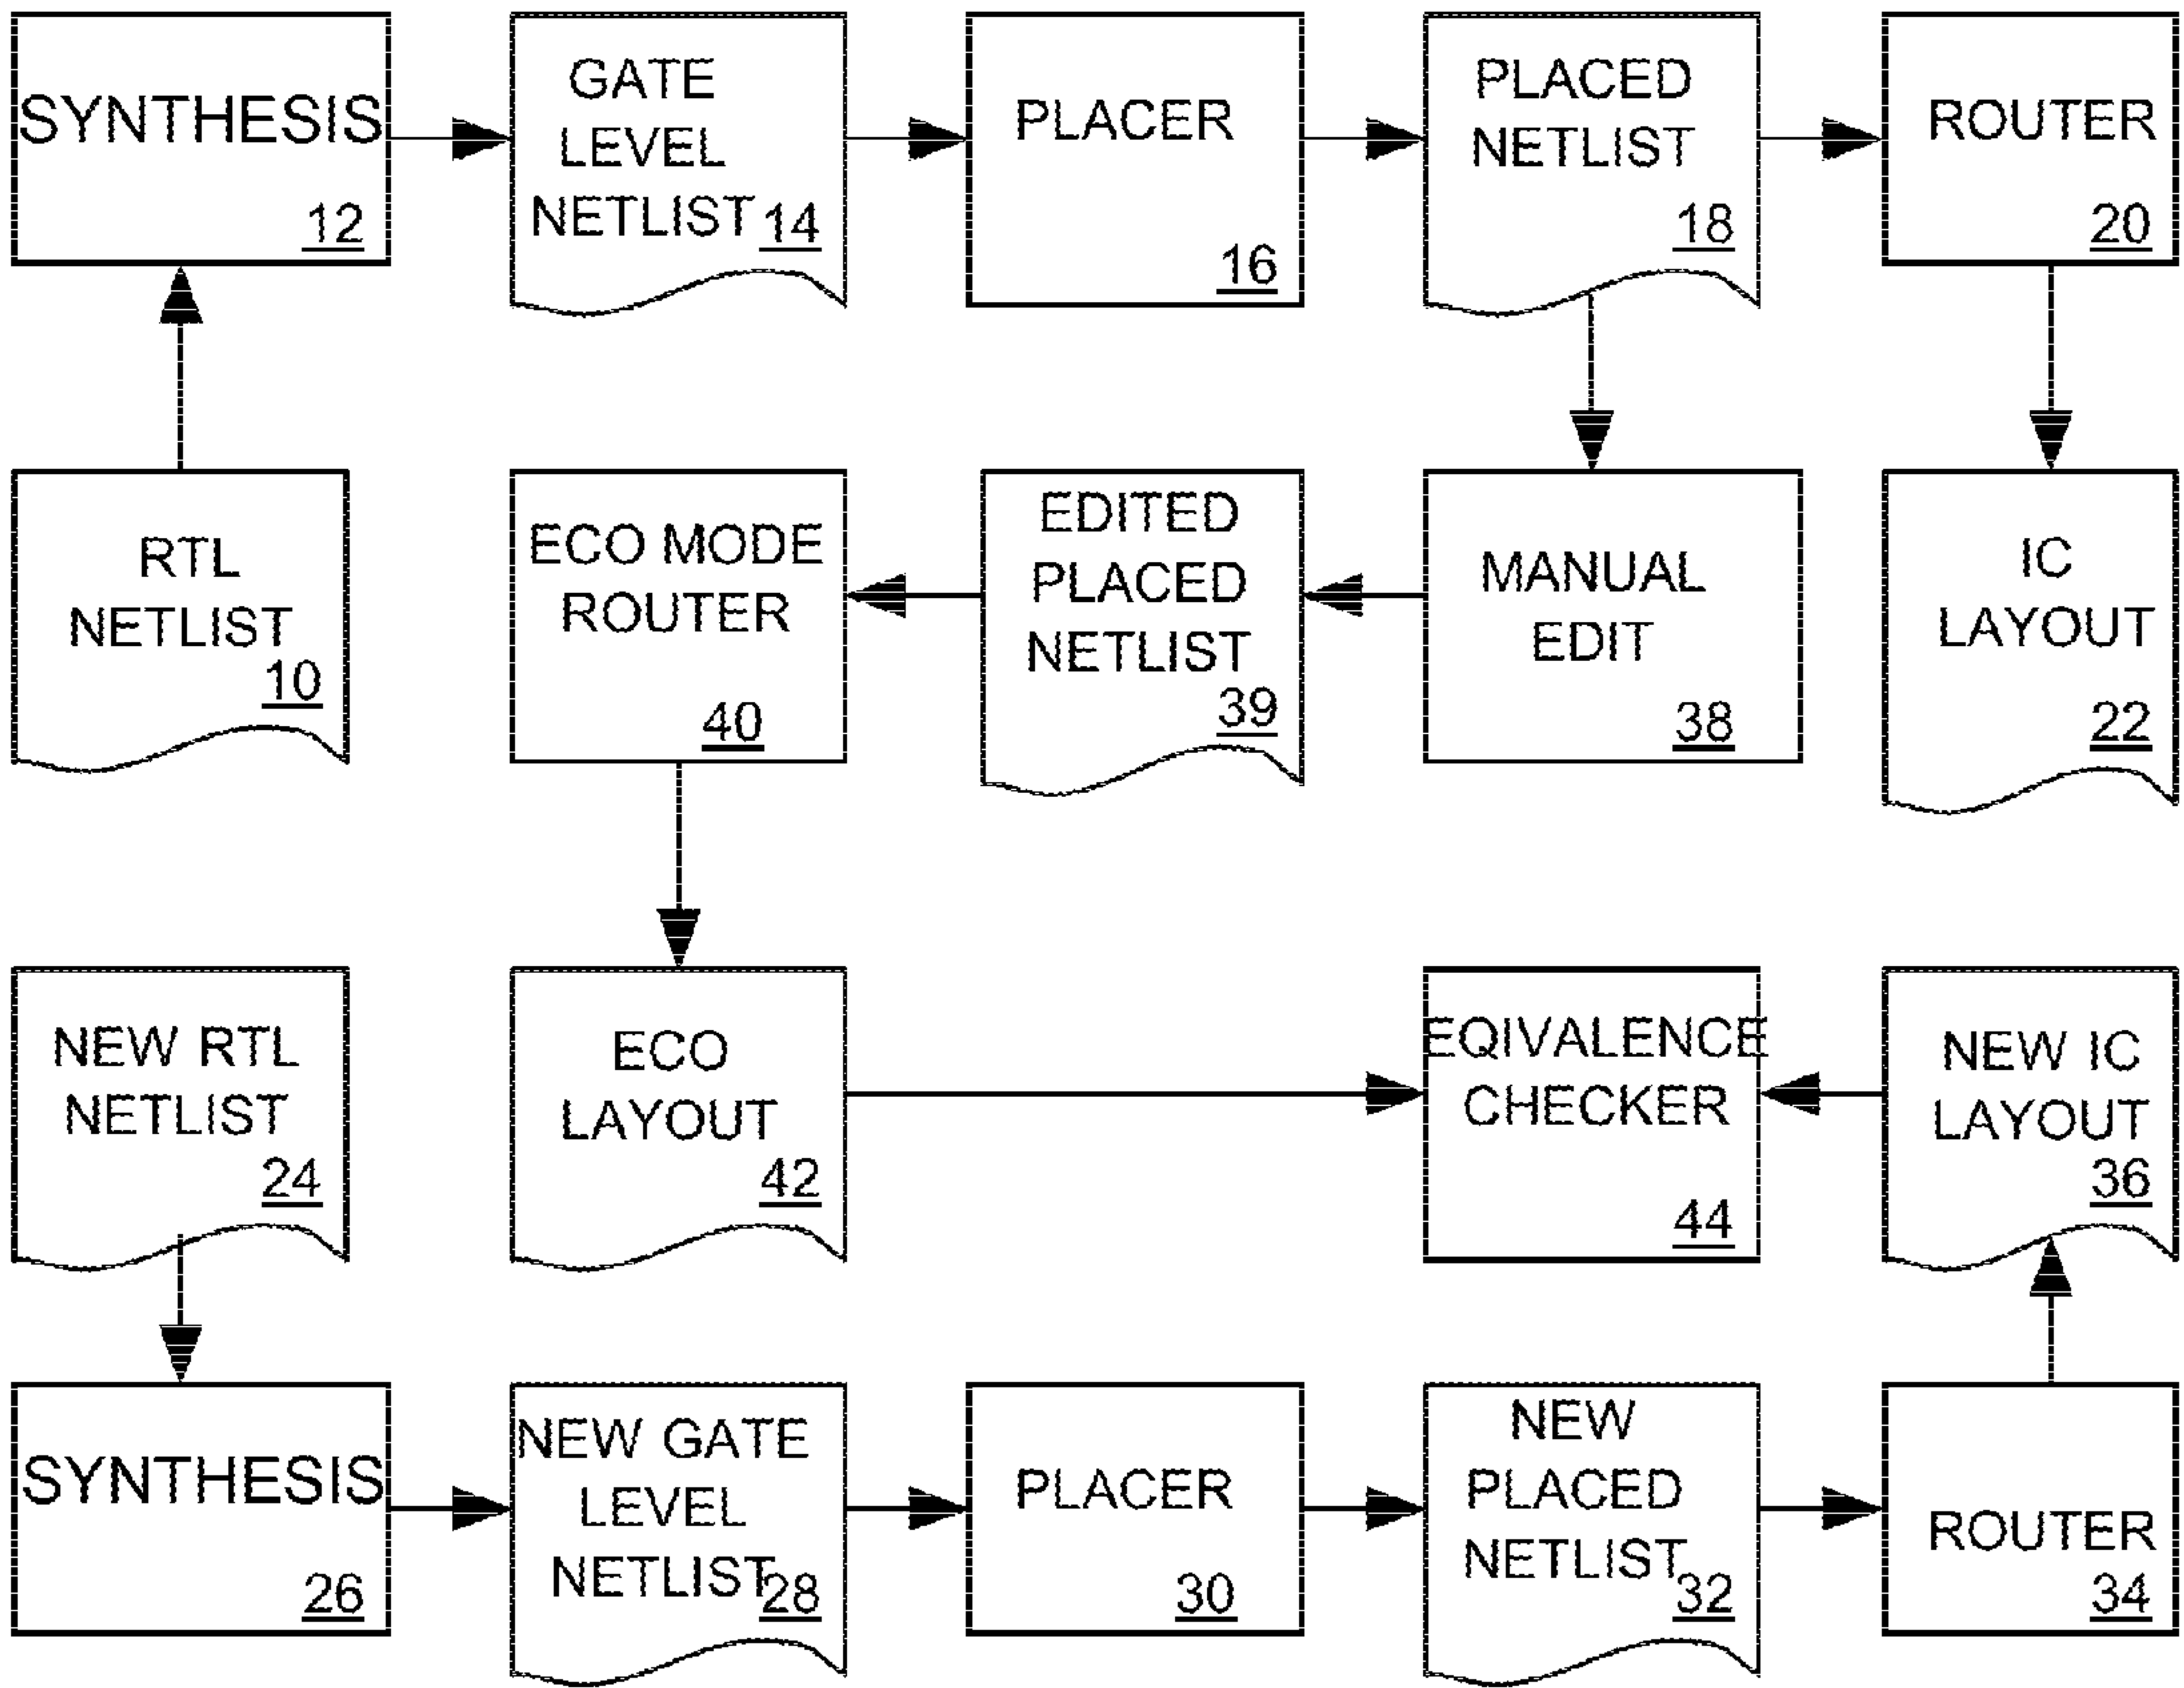 SYNTHESIS
12
GATE
LEVEL
NETLIST 14
PLACER
16
PLACED
NETLIST
18
ROUTER
20
RTL
NETLIST
10
ECO MODE
ROUTER
40
EDITED
PLACED
NETLIST
39
MANUAL
EDIT
38
IC
LAYOUT
22
NEW RTL
NETLIST
24
ECO
LAYOUT
42
EQIVALENCE
CHECKER
44
NEW IC
LAYOUT
36
SYNTHESIS
26
NEW GATE
LEVEL
NETLIST 28
PLACER
30
NEW
PLACED
NETLIST 32
ROUTER
34